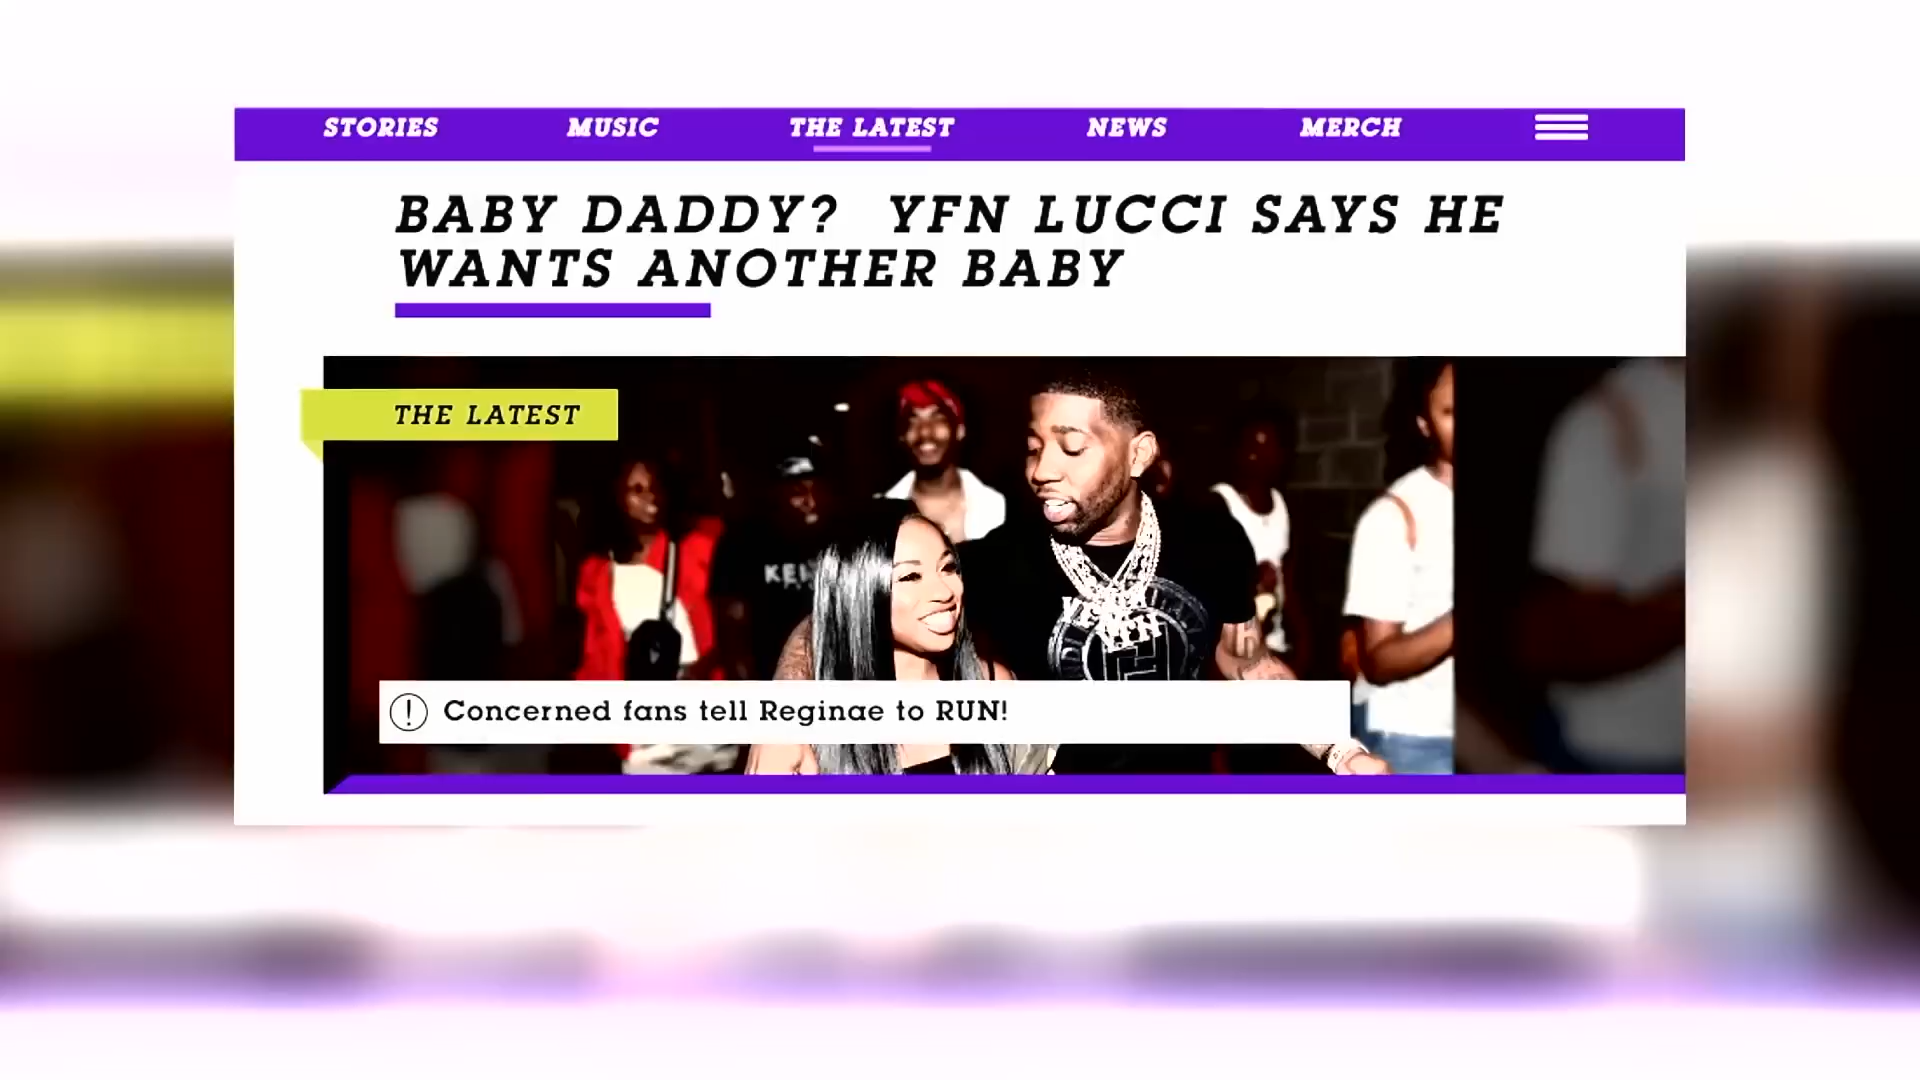 STORIES MUSIC THE LATEST NEWS MERCH
BABY DADDY? YFN LUCCI SAYS HE
WANTS ANOTHER BABY
THE LATEST
Concerned fans tell Reginae to RUN!